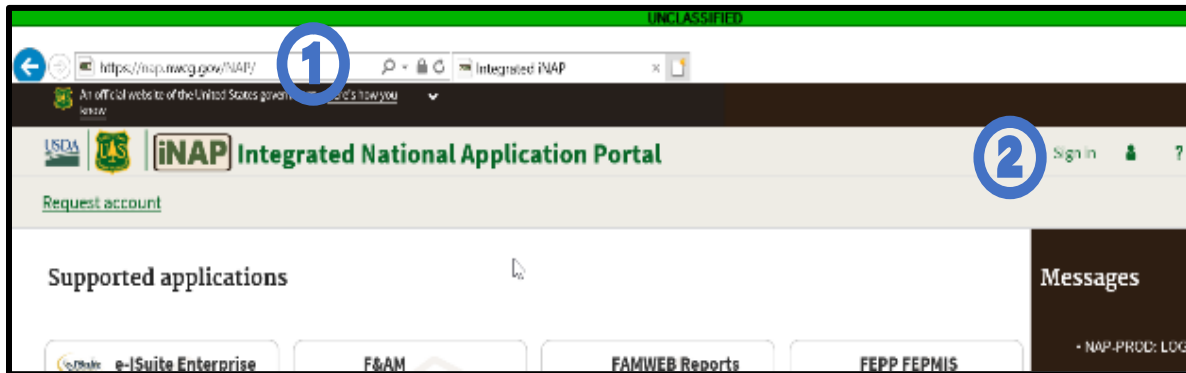 UNCLASSIFIED
1
https://nap.nwcg.gov/NAP/
Integrated iNAP
An official website of the United States
how you
know
USDA
iNAP Integrated National Application Portal
2
Sign in
?
Request account
Supported applications
Messages
• NAP-PROD: LOG
e-ISuite Enterprise
F&AM
FAMWEB Reports
FEPP FEPMIS